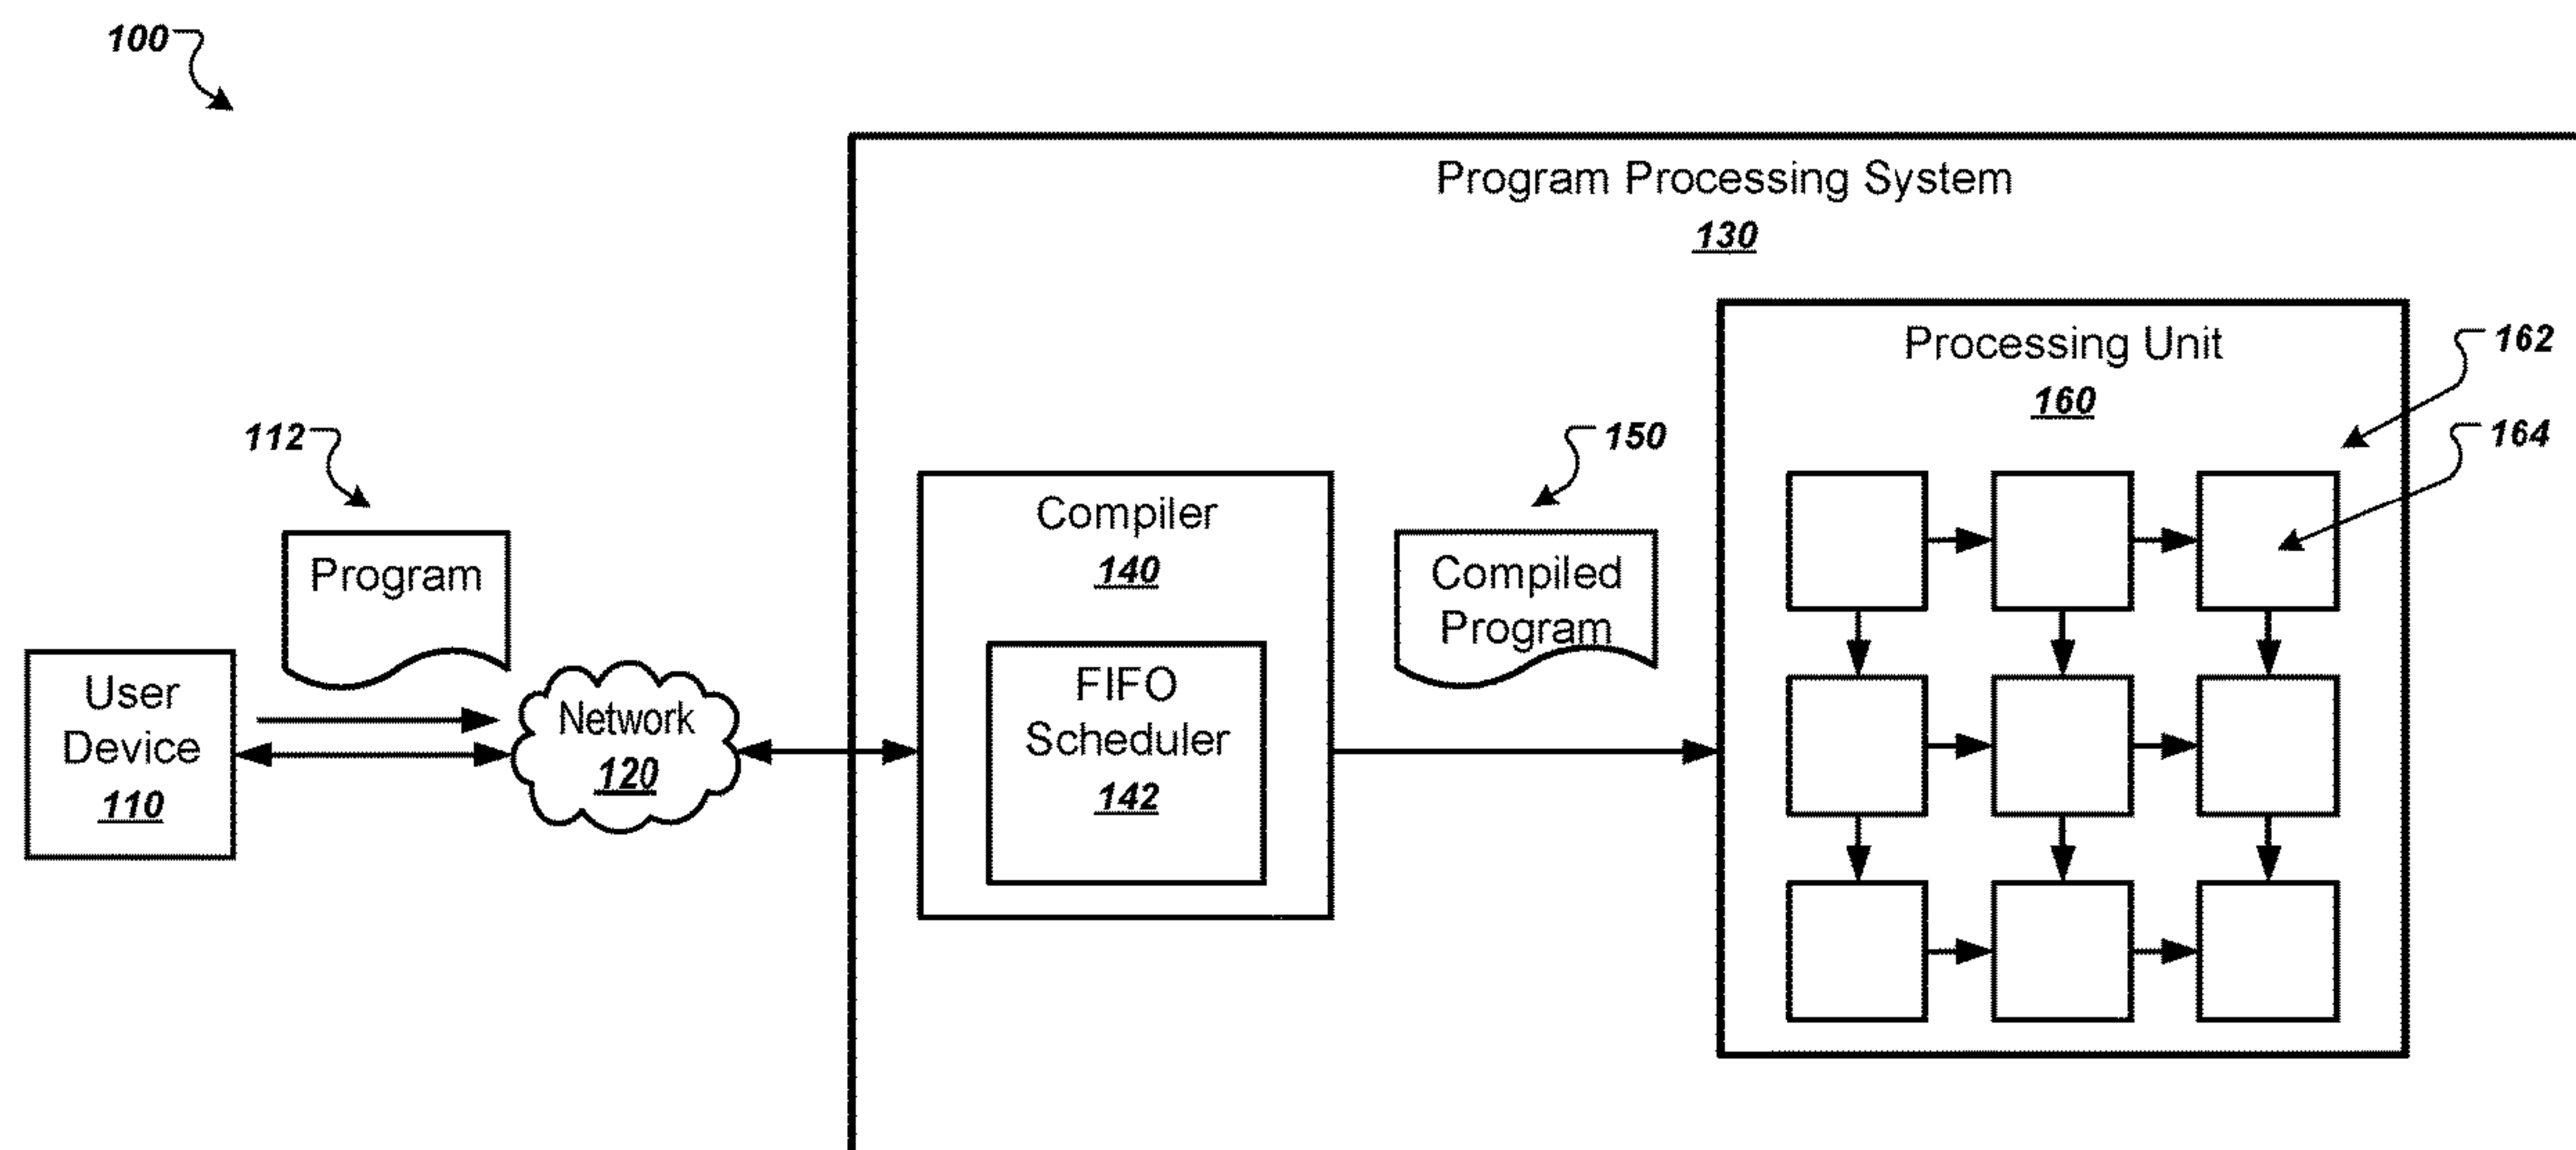 100
Program Processing System
130
Processing Unit
160
162
164
112
150
Program
Compiler
140
Compiled
Program
FIFO
Scheduler
142
User
Device
110
Network
120